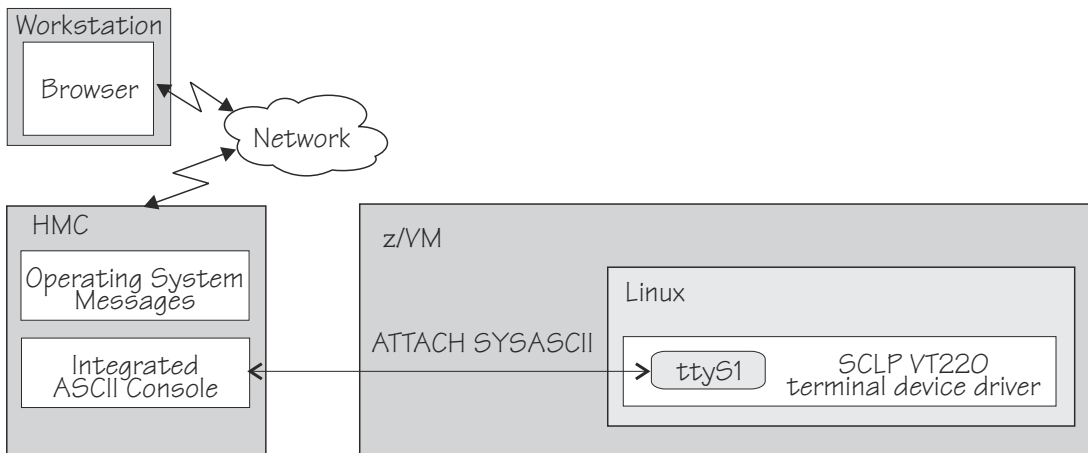 Workstation
Browser
Network
HMC
Operating System
Messages
Integrated
ASCII Console
z/VM
ATTACH SYSASCII
Linux
ttyS1
SCLP VT220
terminal device driver